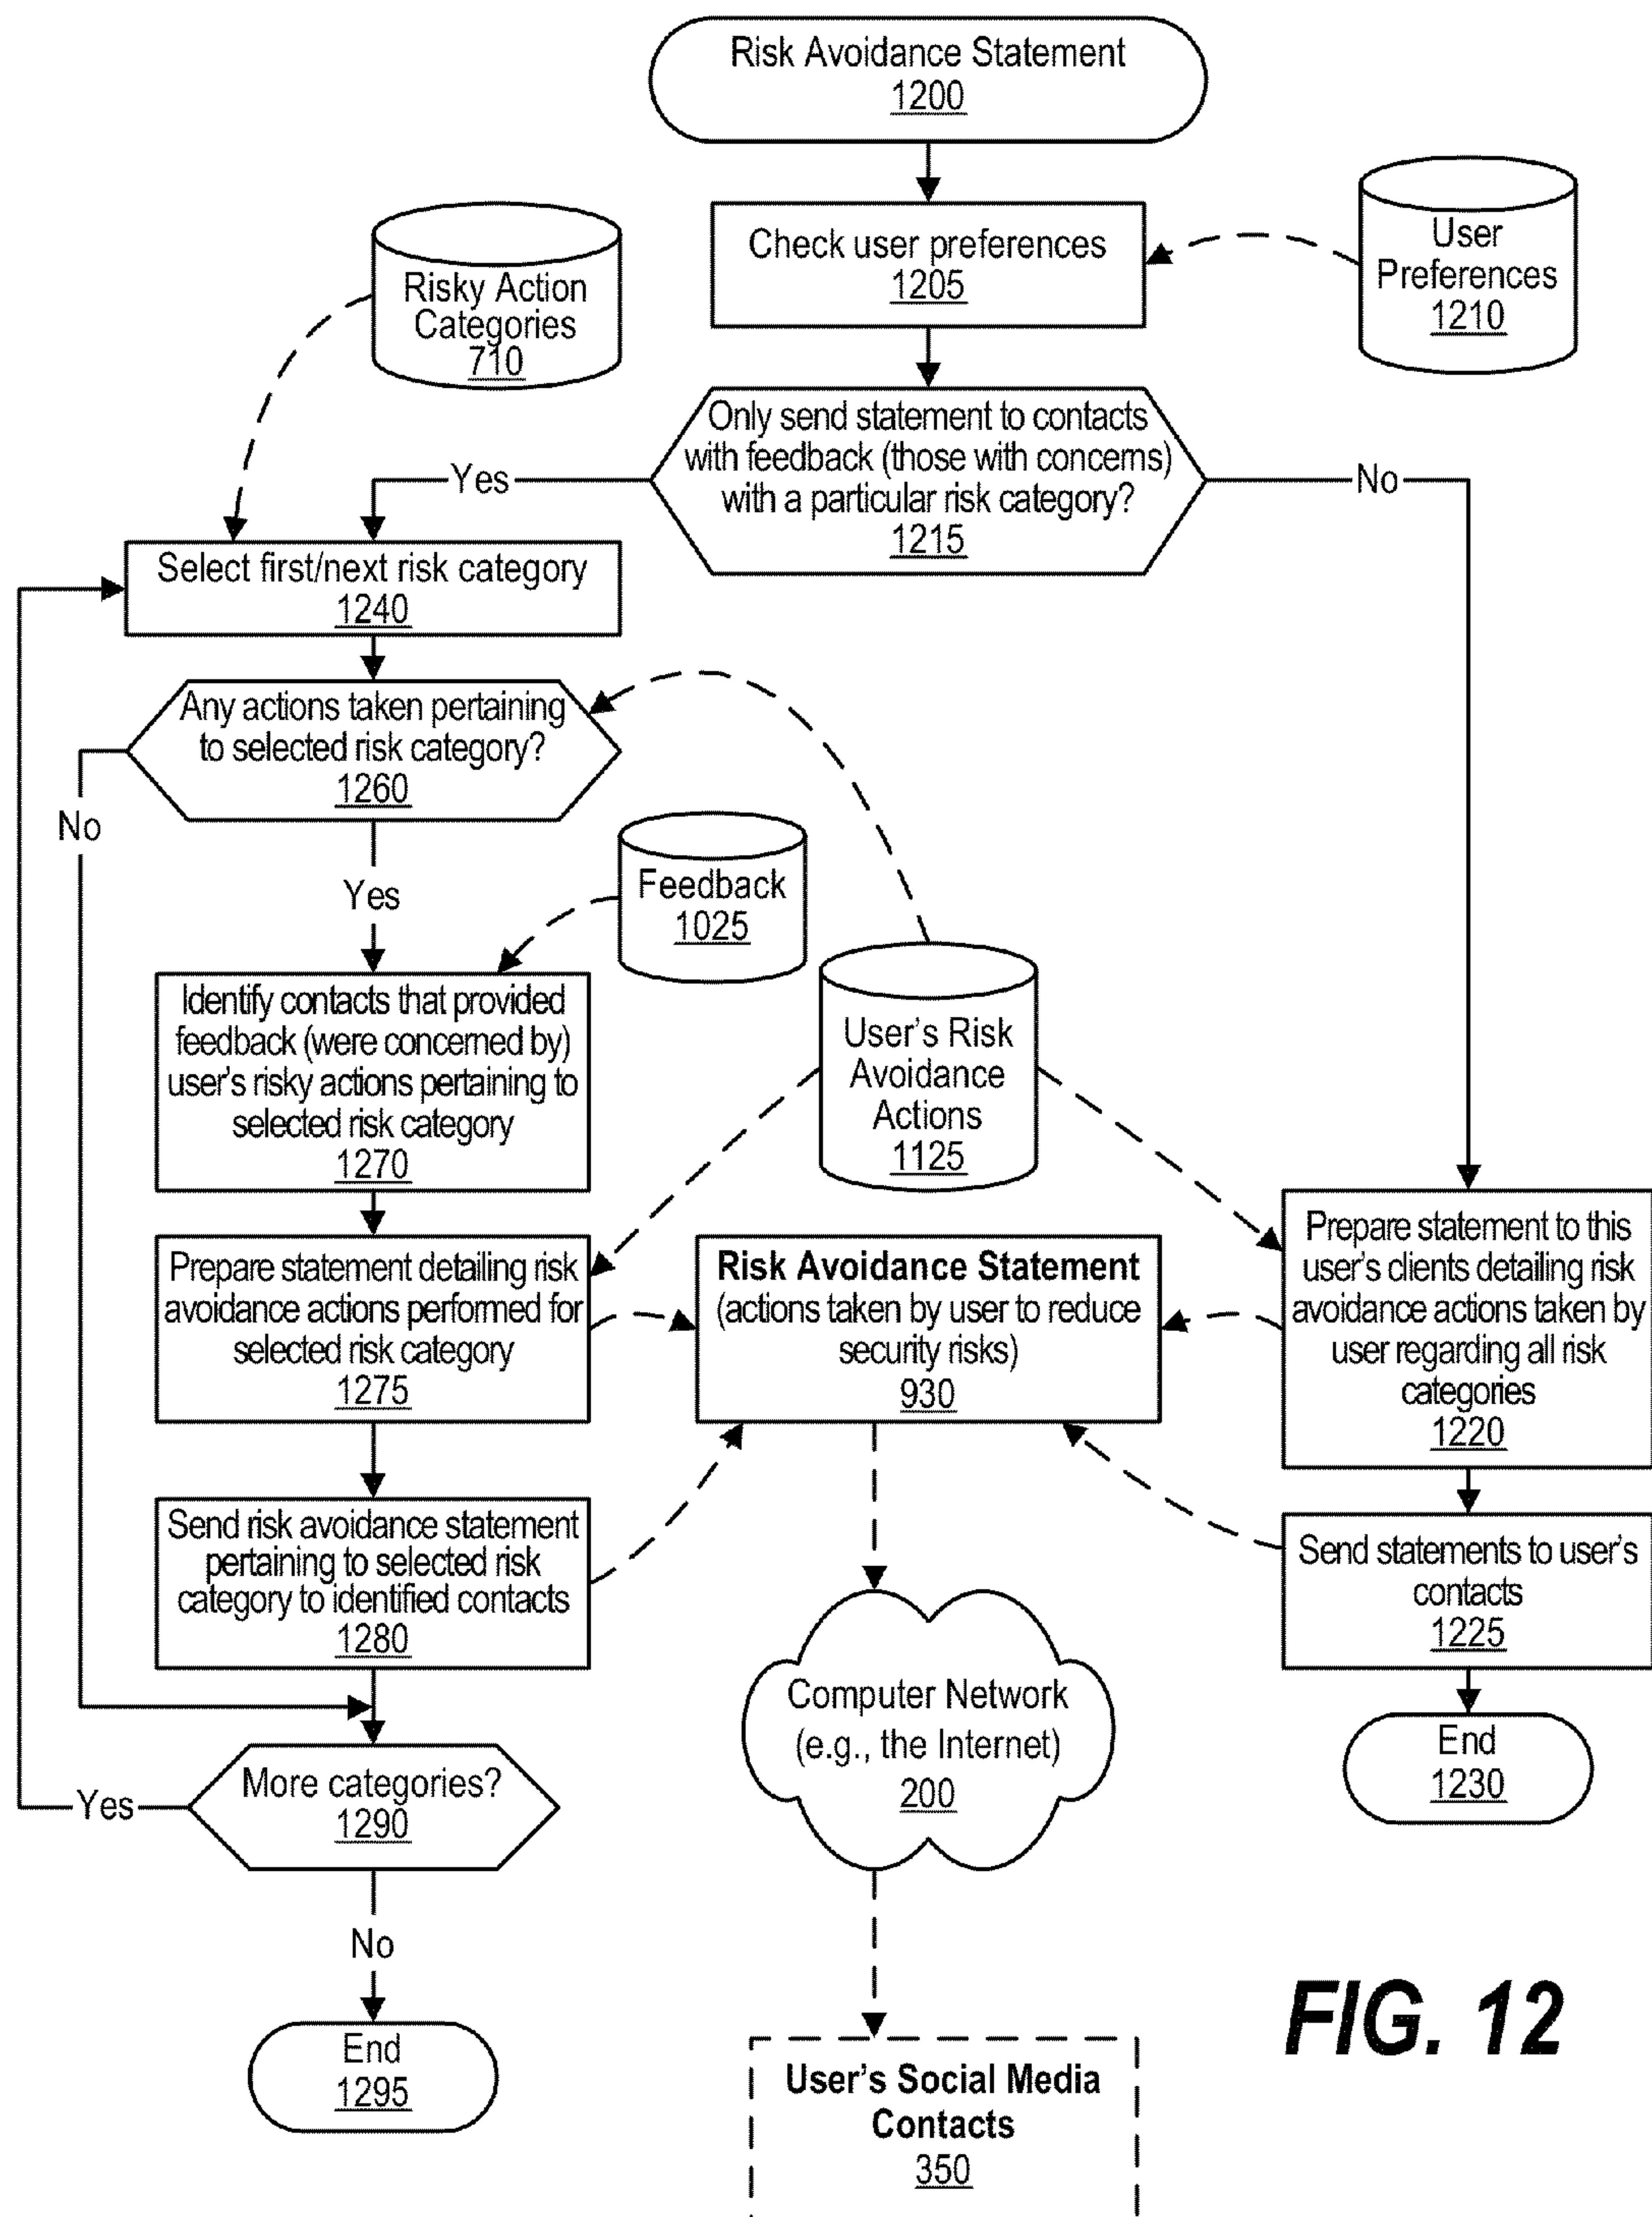 Risk Avoidance Statement
1200
Check user preferences
1205
User
Preferences
1210
Risky Action
Categories
710
Only send statement to contacts
with feedback (those with concerns)
with a particular risk category?
1215
Yes
No
Select first/next risk category
1240
Any actions taken pertaining
to selected risk category?
1260
No
Yes
Feedback
1025
Identify contacts that provided
feedback (were concerned by)
user's risky actions pertaining to
selected risk category
1270
User's Risk
Avoidance
Actions
1125
Prepare statement detailing risk
avoidance actions performed for
selected risk category
1275
Risk Avoidance Statement
(actions taken by user to reduce
security risks)
930
Prepare statement to this
user's clients detailing risk
avoidance actions taken by
user regarding all risk
categories
1220
Send risk avoidance statement
pertaining to selected risk
category to identified contacts
1280
Send statements to user's
contacts
1225
Computer Network
(e.g., the Internet)
200
End
1230
More categories?
1290
Yes
No
End
1295
User's Social Media
Contacts
350
FIG. 12